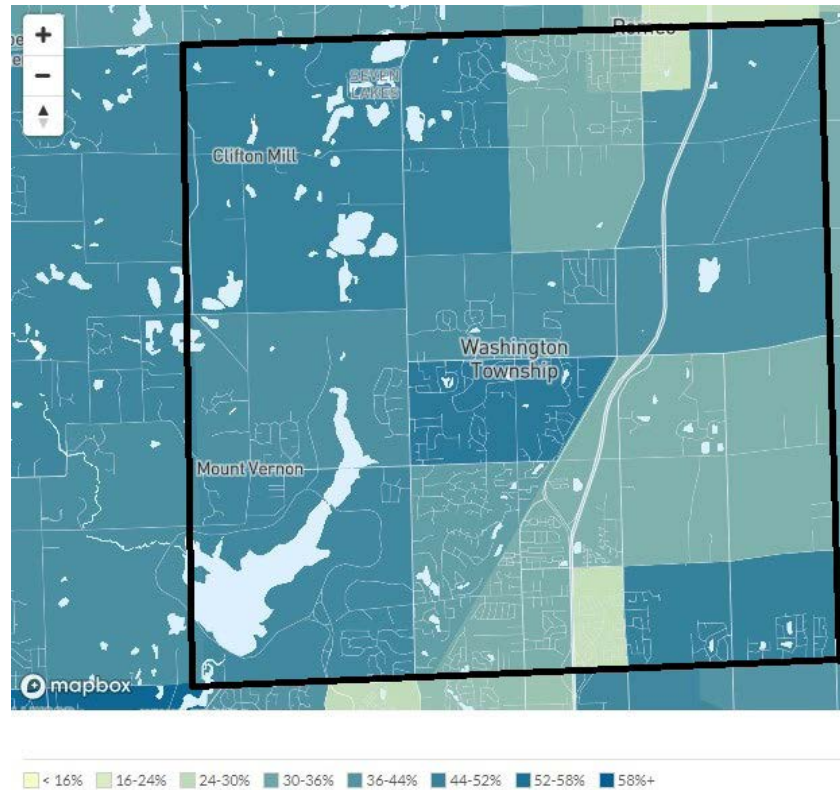 Romeo
SEVEN
LAKES
Clifton Mill
Washington
Township
Mount Vernon
mapbox
< 16% 16-24% 24-30% 30-36% 36-44% 44-52% 52-58% 58%+